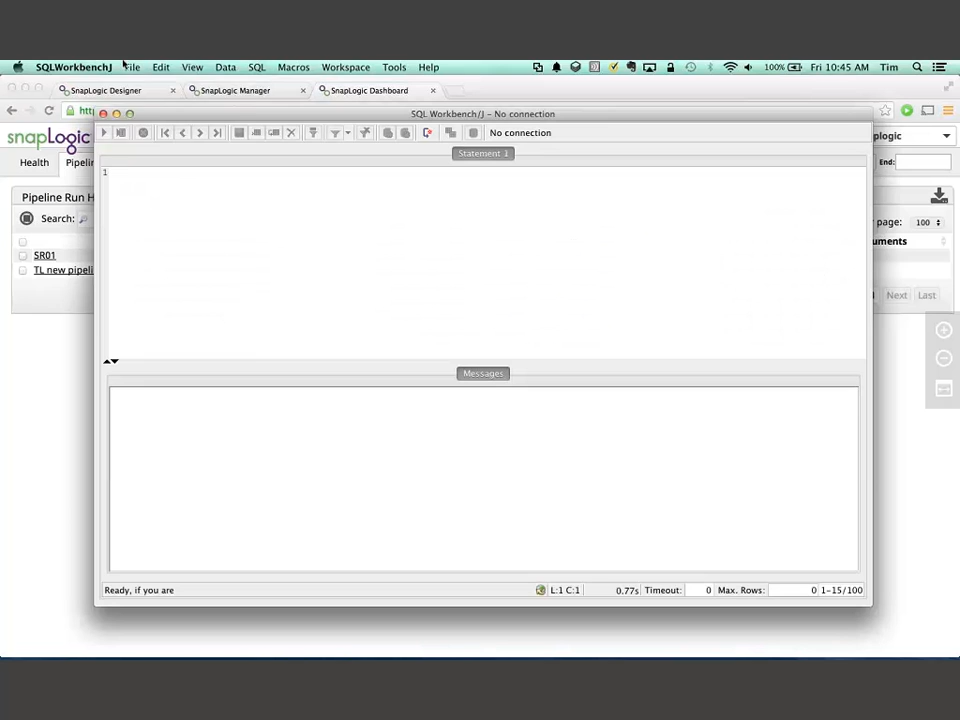 SQLWorkbenchJ File Edit View Data SQL Macros Workspace Tools Help 100% Fri 10:45 AM Tim
SnapLogic Designer SnapLogic Manager SnapLogic Dashboard
SQL Workbench/J - No connection
snapLogic
No connection
Health
Statement 1
End:
1
Pipeline Run H
Search:
per page: 100
SR01
TL new pipeli
Next Last
Messages
Ready, if you are L:1 C:1 0.77s Timeout: 0 Max. Rows: 0 1-15/100